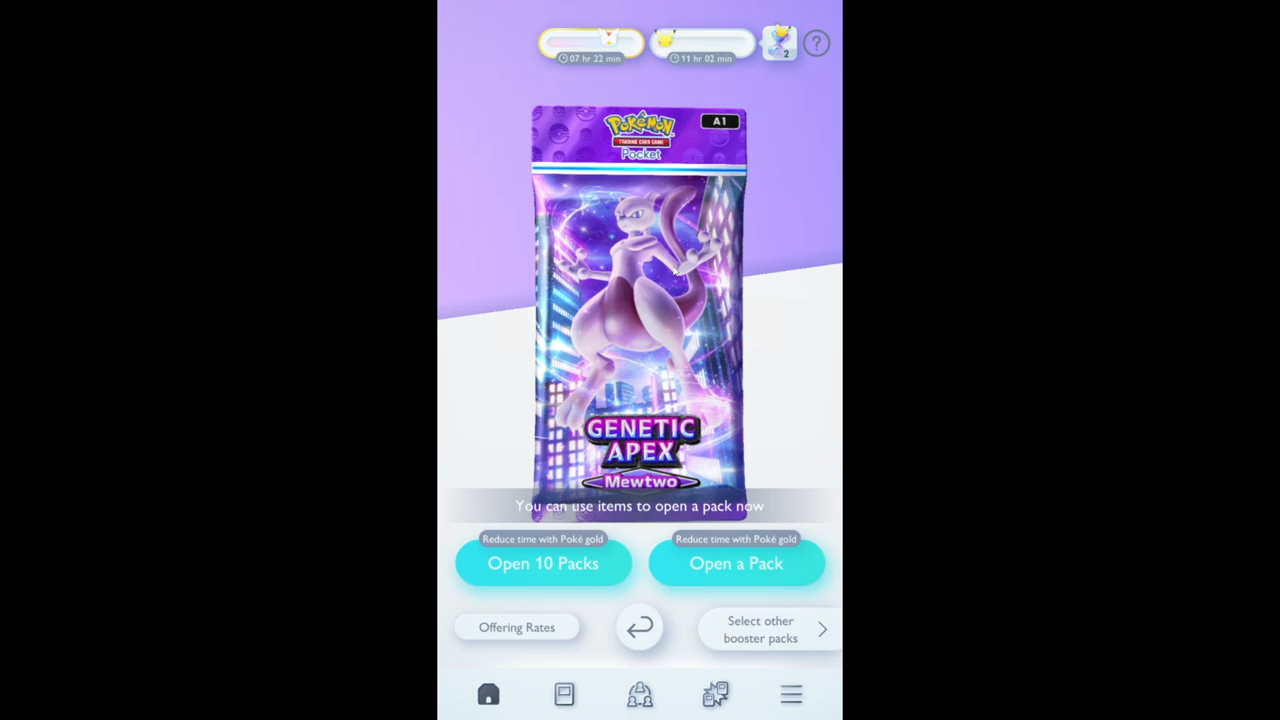 07 hr 22 min
11 hr 02 min
2
?
A1
POKéMON
TRADING CARD GAME
Pocket
GENETIC
APEX
Mewtwo
You can use items to open a pack now
Reduce time with Poké gold
Open 10 Packs
Reduce time with Poké gold
Open a Pack
Offering Rates
Select other
booster packs